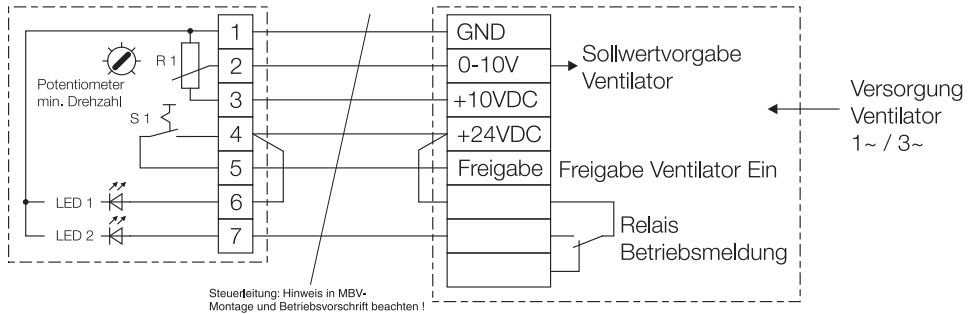 1
2
3
4
5
6
7
R 1
Potentiometer
min. Drehzahl
S 1
LED 1
LED 2
GND
0-10V
+10VDC
+24VDC
Freigabe
Sollwertvorgabe
Ventilator
Freigabe Ventilator Ein
Relais
Betriebsmeldung
Versorgung
Ventilator
1~ / 3~
Steuerleitung: Hinweis in MBV-
Montage und Betriebsvorschrift beachten !